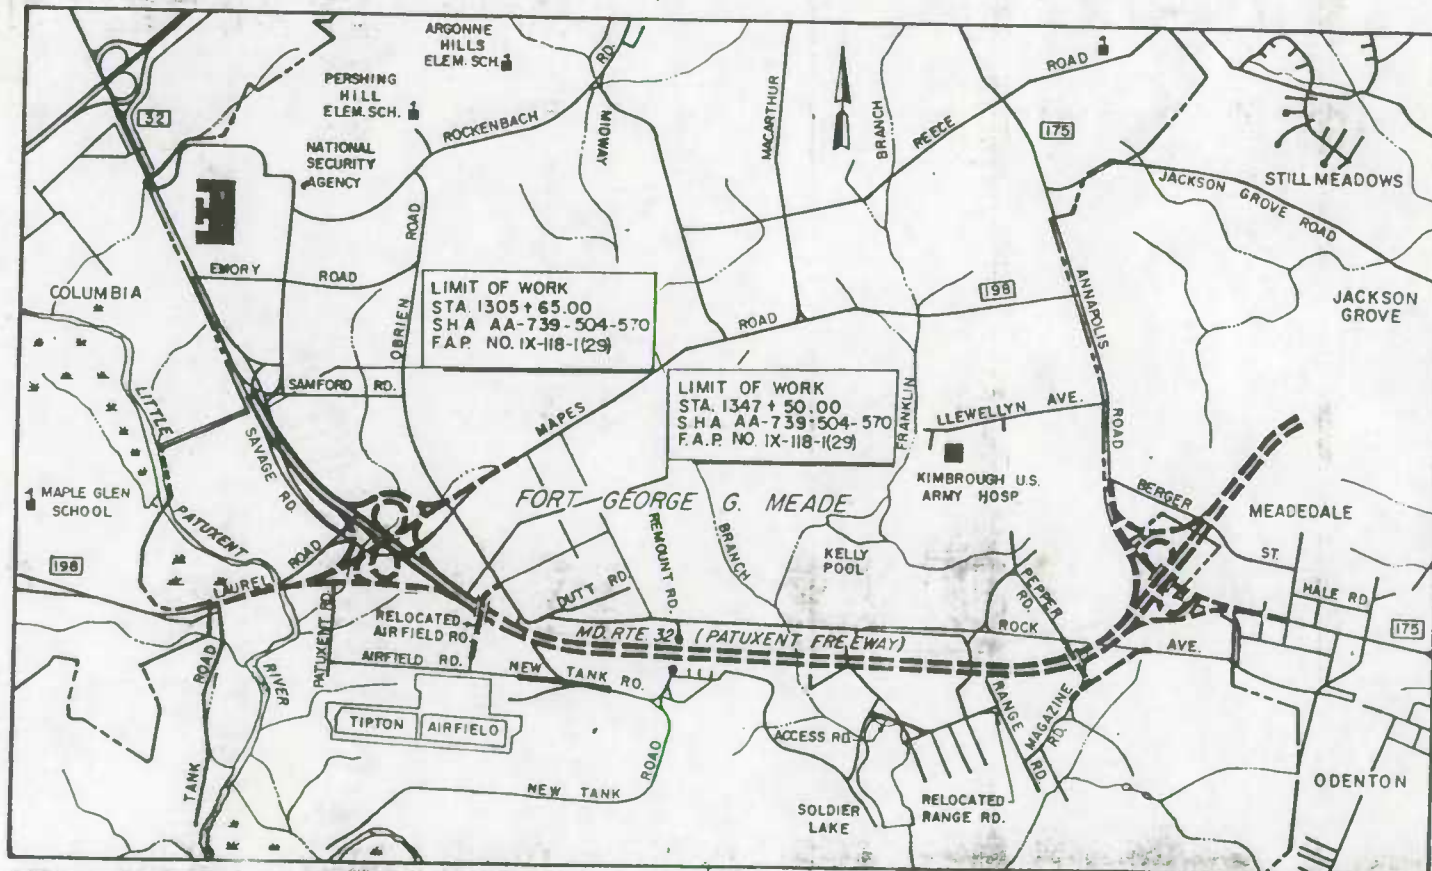 ARGONNE
HILLS
ELEM. SCH.
PERSHING
HILL
ELEM. SCH.
NATIONAL
SECURITY
AGENCY
32
ROCKENBACH
RD.
MIDWAY
MACARTHUR
BRANCH
REECE
ROAD
175
STILL MEADOWS
JACKSON GROVE ROAD
JACKSON
GROVE
EMORY ROAD
OBRIEN ROAD
COLUMBIA
LIMIT OF WORK
STA. 1305 + 65.00
S H A AA-739-504-570
F.A.P. NO. IX-118-1(29)
198
ROAD
ANNAPOLIS
ROAD
LIMIT OF WORK
STA. 1347 + 50.00
S H A AA-739-504-570
F.A.P. NO. IX-118-1(29)
SAMFORD RD.
MAPES
FRANKLIN
LLEWELLYN AVE.
LITTLE
PATUXENT
RIVER
SAVAGE RD.
MAPLE GLEN
SCHOOL
FORT GEORGE G. MEADE
KIMBROUGH U.S.
ARMY HOSP.
BERGER
ST.
MEADEDALE
REMOUNT RD.
BRANCH
KELLY
POOL
PEPPER
RD.
HALE RD
198
LAUREL ROAD
DUTT RD.
PATUXENT RD.
RELOCATED
AIRFIELD RD
MD. RTE. 32 (PATUXENT FREEWAY)
ROCK
AVE.
175
AIRFIELD RD.
NEW TANK RD.
TIPTON AIRFIELD
TANK
ROAD
NEW TANK
ROAD
ACCESS RD.
RANGE
RD.
MAGAZINE
RD.
SOLDIER
LAKE
RELOCATED
RANGE RD.
ODENTON